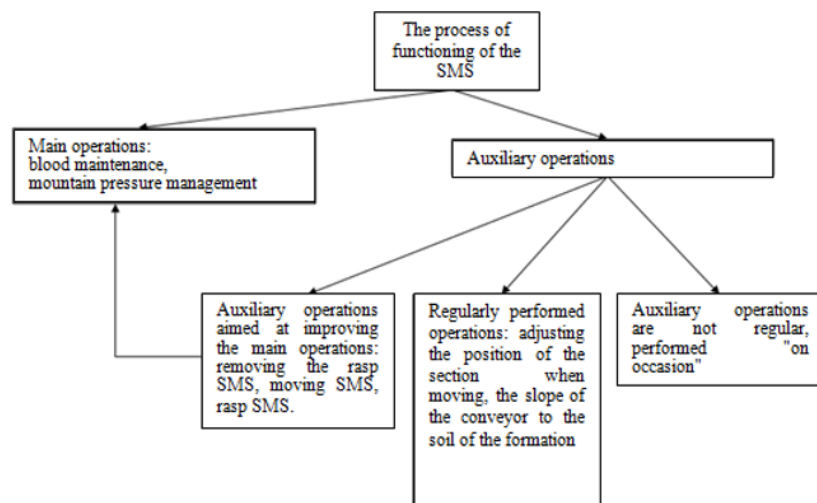 The process of
functioning of the
SMS
Main operations:
blood maintenance,
mountain pressure management
Auxiliary operations
Auxiliary operations
aimed at improving
the main operations:
removing the rasp
SMS, moving SMS,
rasp SMS.
Regularly performed
operations: adjusting
the position of the
section when
moving, the slope of
the conveyor to the
soil of the formation
Auxiliary operations
are not regular,
performed "on
occasion"